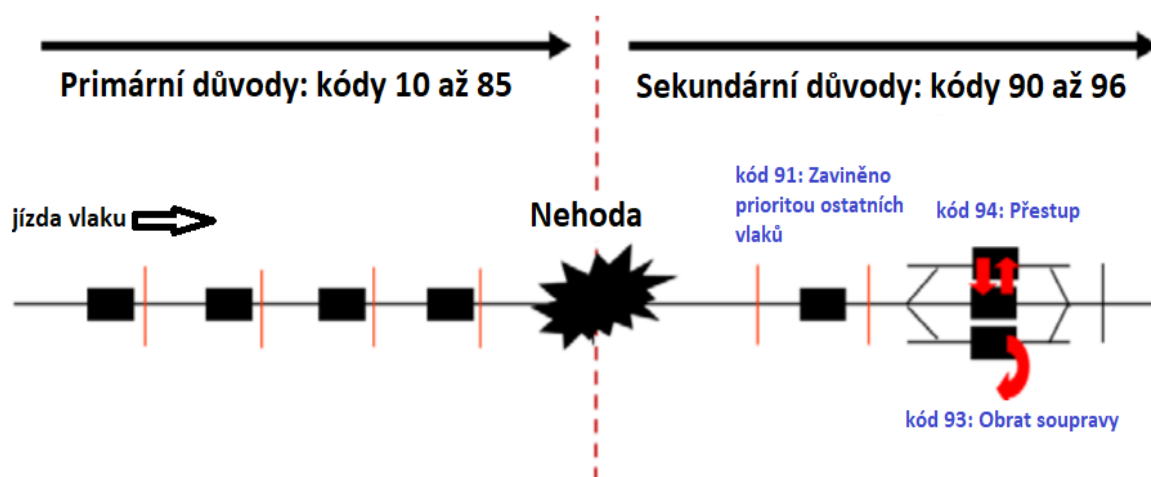 Primární důvody: kódy 10 až 85
Sekundární důvody: kódy 90 až 96
jízda vlaku
Nehoda
kód 91: Zaviněno
prioritou ostatních
vlaků
kód 94: Přestup
kód 93: Obrat soupravy